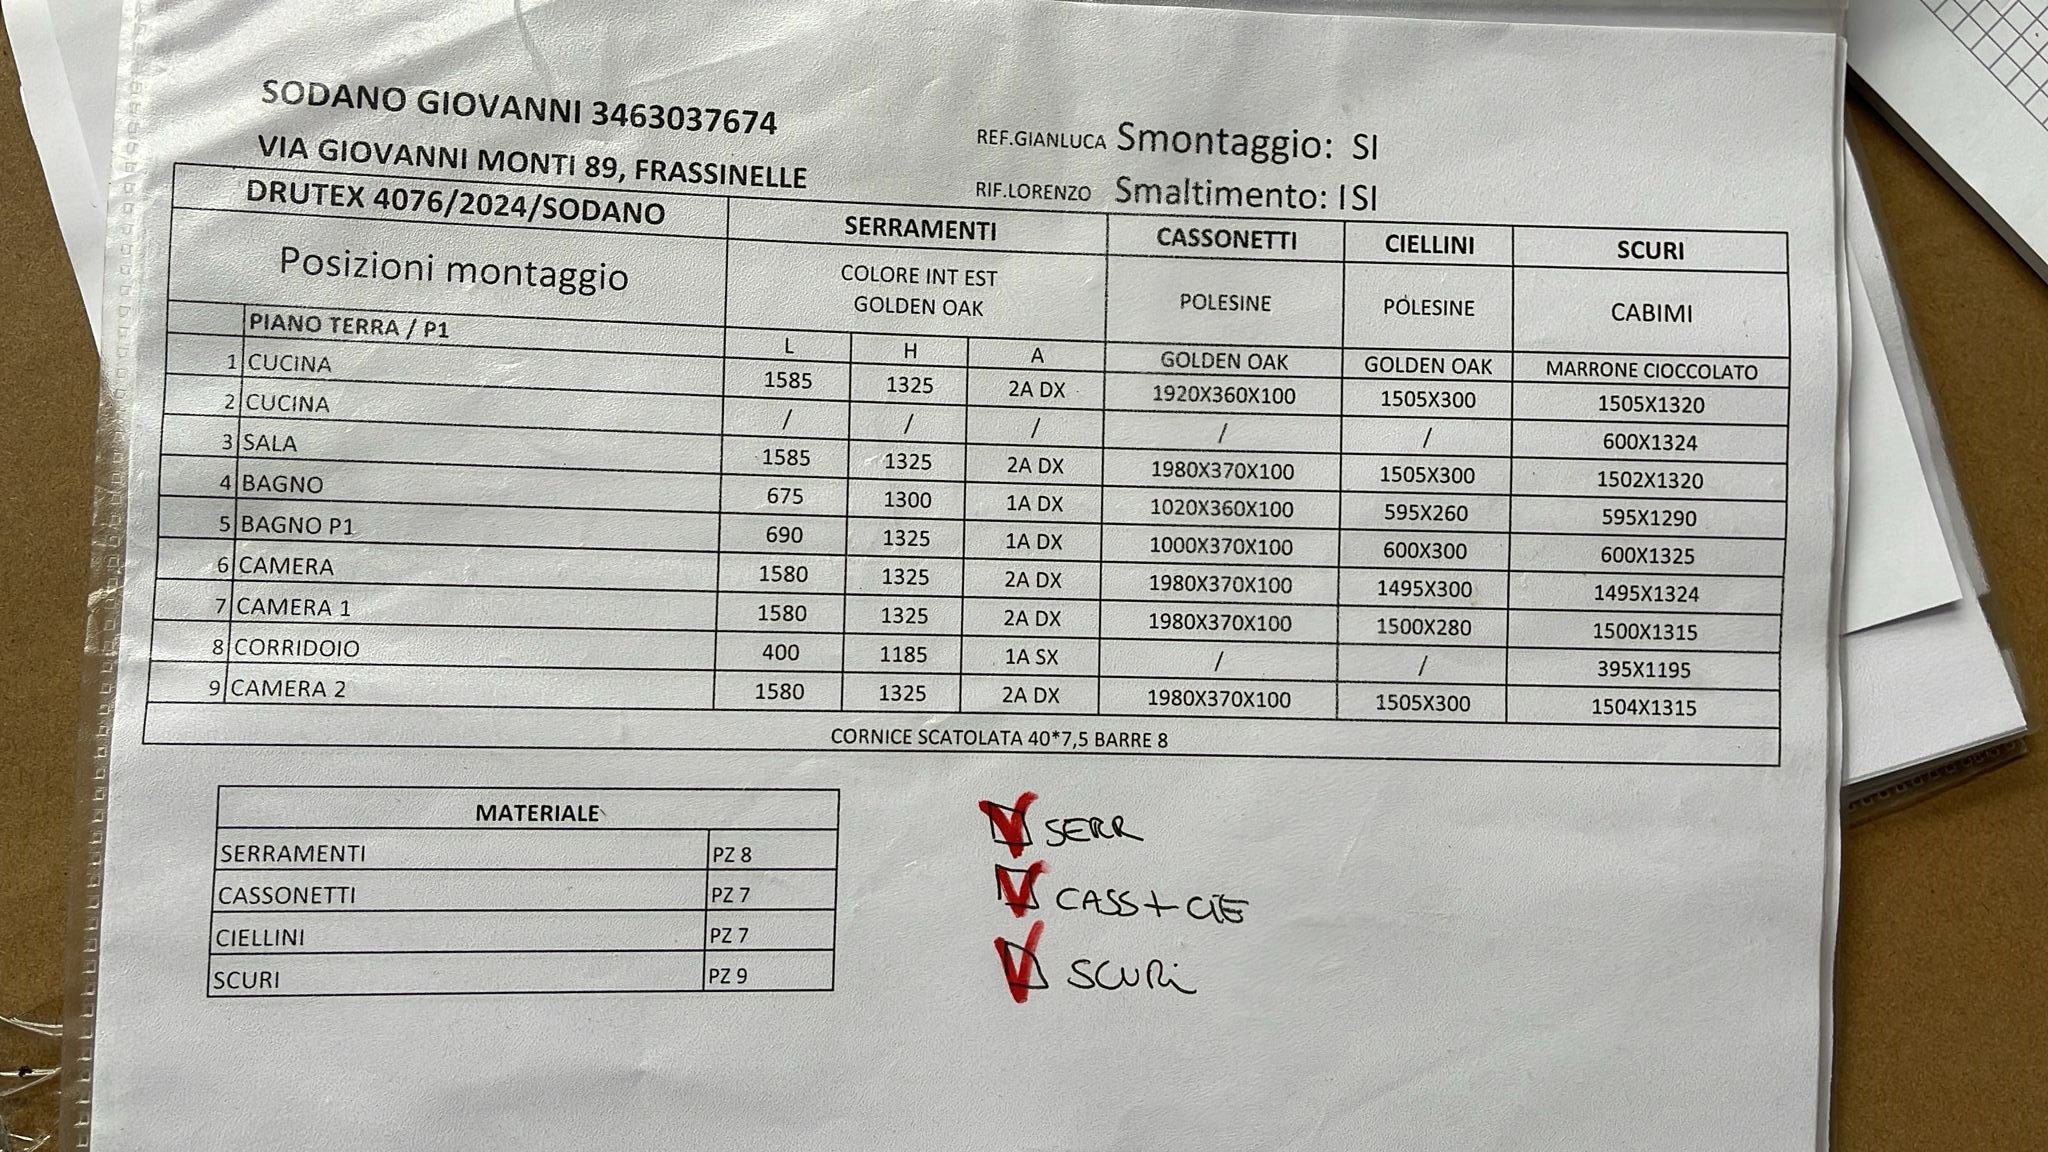 SODANO GIOVANNI 3463037674
VIA GIOVANNI MONTI 89, FRASSINELLE
REF.GIANLUCA Smontaggio: SI
RIF.LORENZO Smaltimento: ISI
DRUTEX 4076/2024/SODANO SERRAMENTI CASSONETTI CIELLINI SCURI
Posizioni montaggio COLORE INT EST GOLDEN OAK POLESINE POLESINE CABIMI
PIANO TERRA / P1 L H A GOLDEN OAK GOLDEN OAK MARRONE CIOCCOLATO
1 CUCINA 1585 1325 2A DX 1920X360X100 1505X300 1505X1320
2 CUCINA / / / / / 600X1324
3 SALA 1585 1325 2A DX 1980X370X100 1505X300 1502X1320
4 BAGNO 675 1300 1A DX 1020X360X100 595X260 595X1290
5 BAGNO P1 690 1325 1A DX 1000X370X100 600X300 600X1325
6 CAMERA 1580 1325 2A DX 1980X370X100 1495X300 1495X1324
7 CAMERA 1 1580 1325 2A DX 1980X370X100 1500X280 1500X1315
8 CORRIDOIO 400 1185 1A SX / / 395X1195
9 CAMERA 2 1580 1325 2A DX 1980X370X100 1505X300 1504X1315
CORNICE SCATOLATA 40*7,5 BARRE 8
MATERIALE
SERRAMENTI PZ 8
CASSONETTI PZ 7
CIELLINI PZ 7
SCURI PZ 9
SERR
CASS+CIE
SCURi